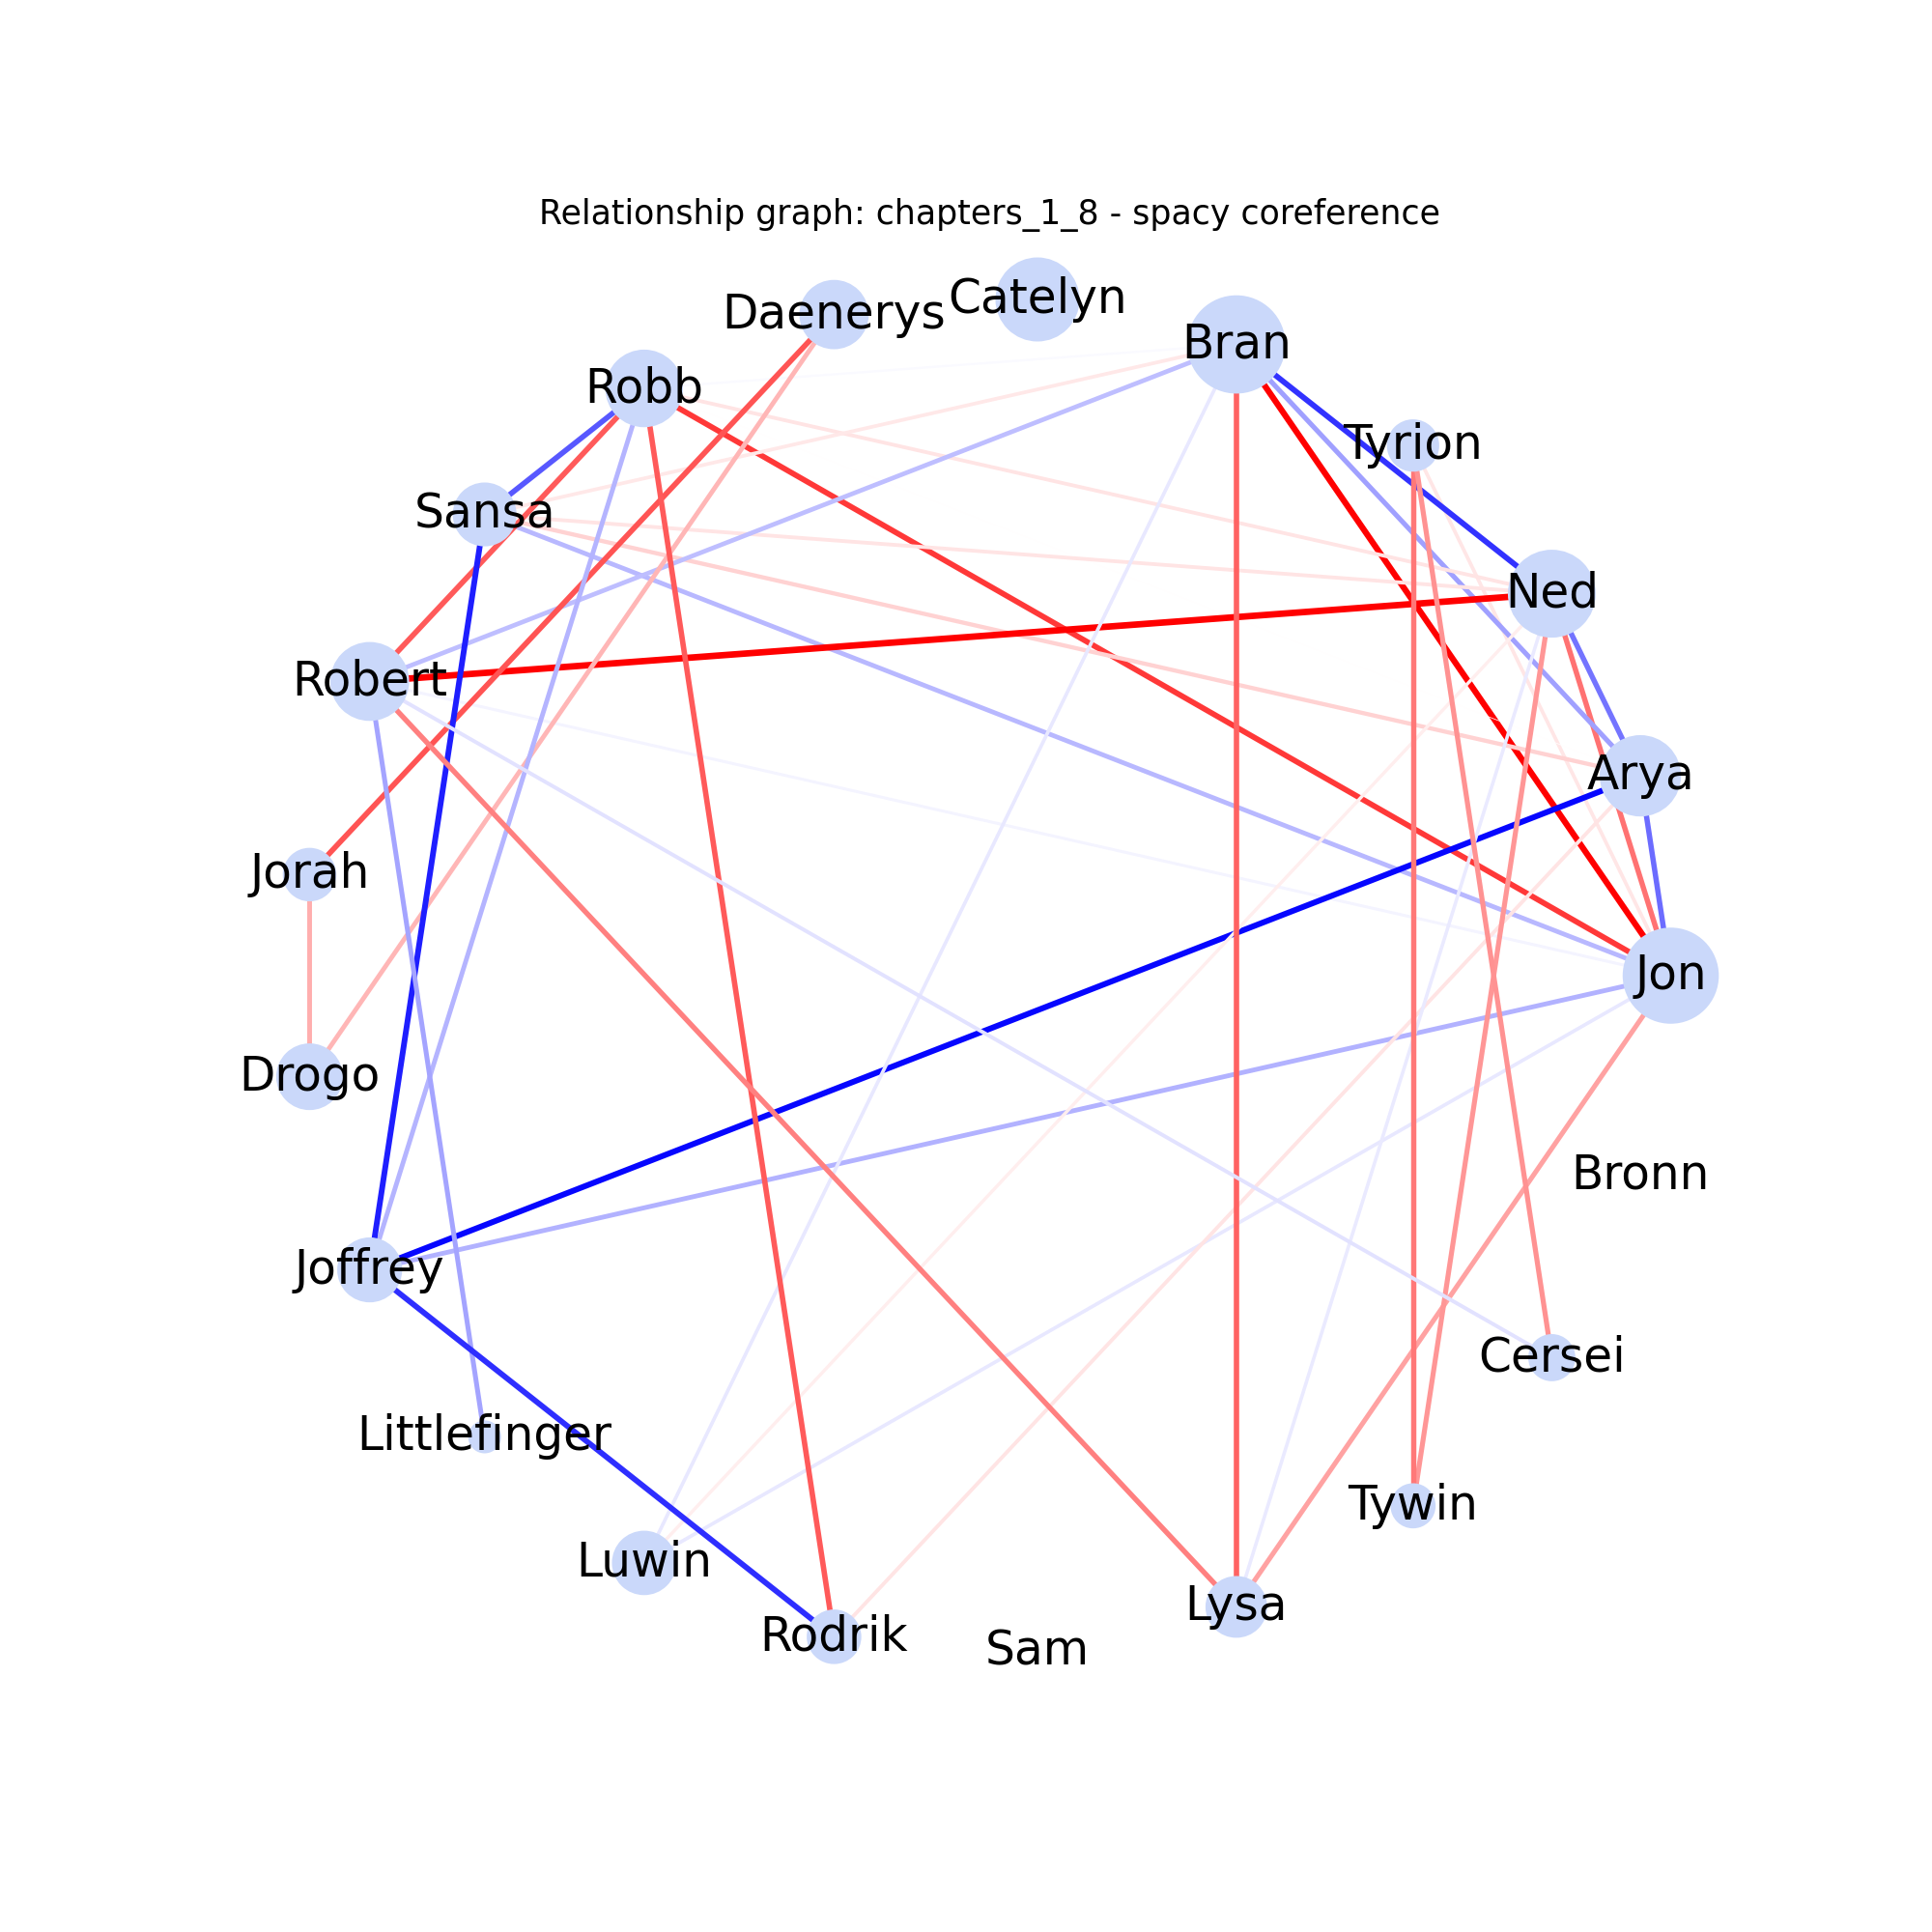 Relationship graph: chapters_1_8 - spacy coreference
Catelyn
Daenerys
Bran
Robb
Tyrion
Sansa
Ned
Robert
Arya
Jorah
Jon
Drogo
Bronn
Joffrey
Cersei
Littlefinger
Tywin
Luwin
Lysa
Rodrik
Sam